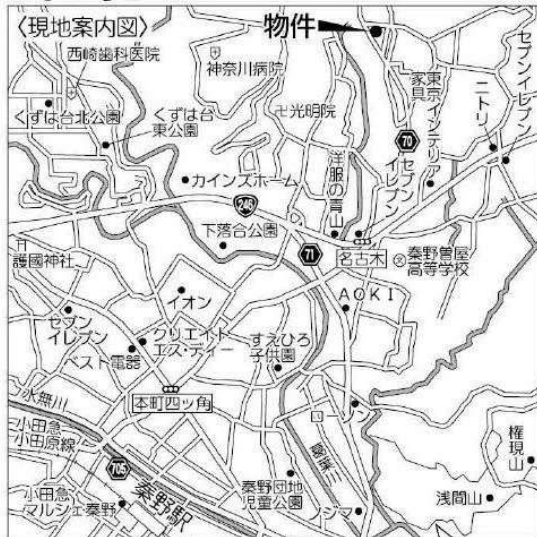 〈現地案内図〉
物件
西崎歯科医院
神奈川病院
くずは台北公園
くずは台
東公園
卍光明院
東京インテリア
家具
ニトリ
セブンイレブン
70
セブン
イレブン
洋服の青山
カインズホーム
246
下落合公園
71
名古木
秦野曽屋
高等学校
護國神社
イオン
AOKI
セブン
イレブン
クリエイト
エス・ディー
ベスト電器
すえひろ
子供園
本町四ッ角
水無川
ローソン
小田急
小田原線
705
秦野駅
小田急
マルシェ秦野
秦野団地
児童公園
ノジマ
権現山
浅間山